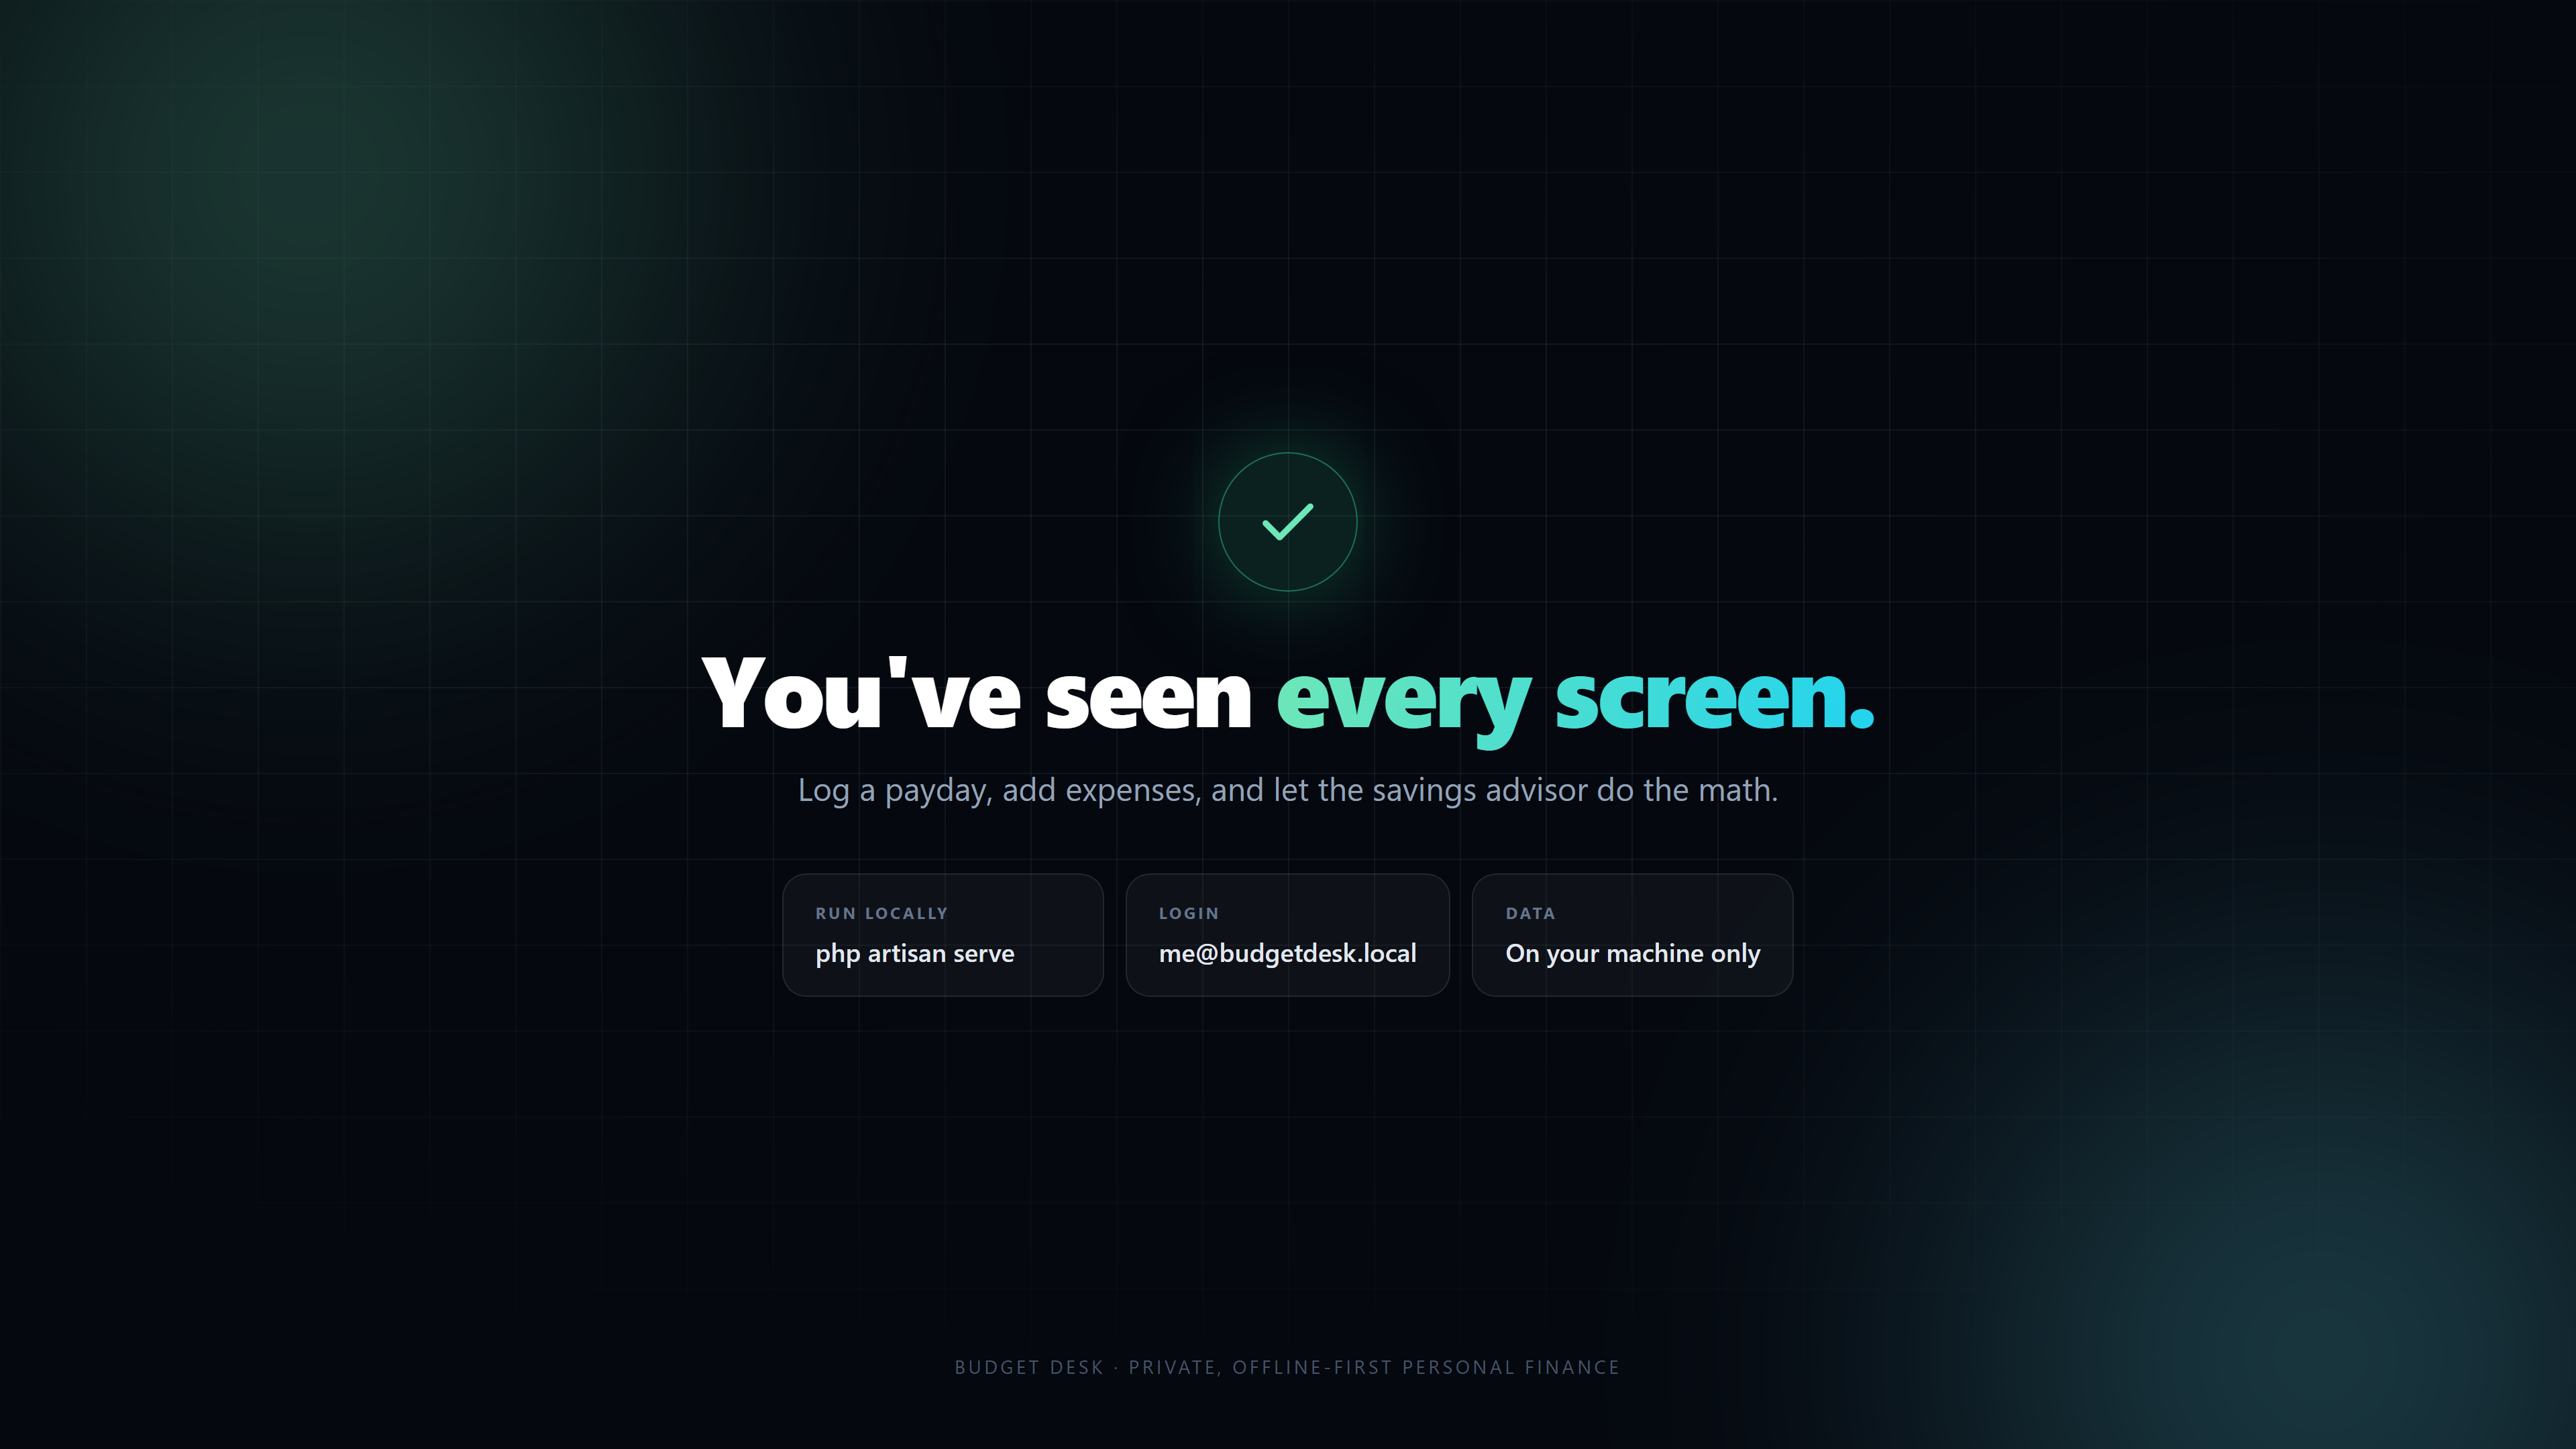 You've seen every screen.
Log a payday, add expenses, and let the savings advisor do the math.
RUN LOCALLY
php artisan serve
LOGIN
me@budgetdesk.local
DATA
On your machine only
BUDGET DESK · PRIVATE, OFFLINE-FIRST PERSONAL FINANCE